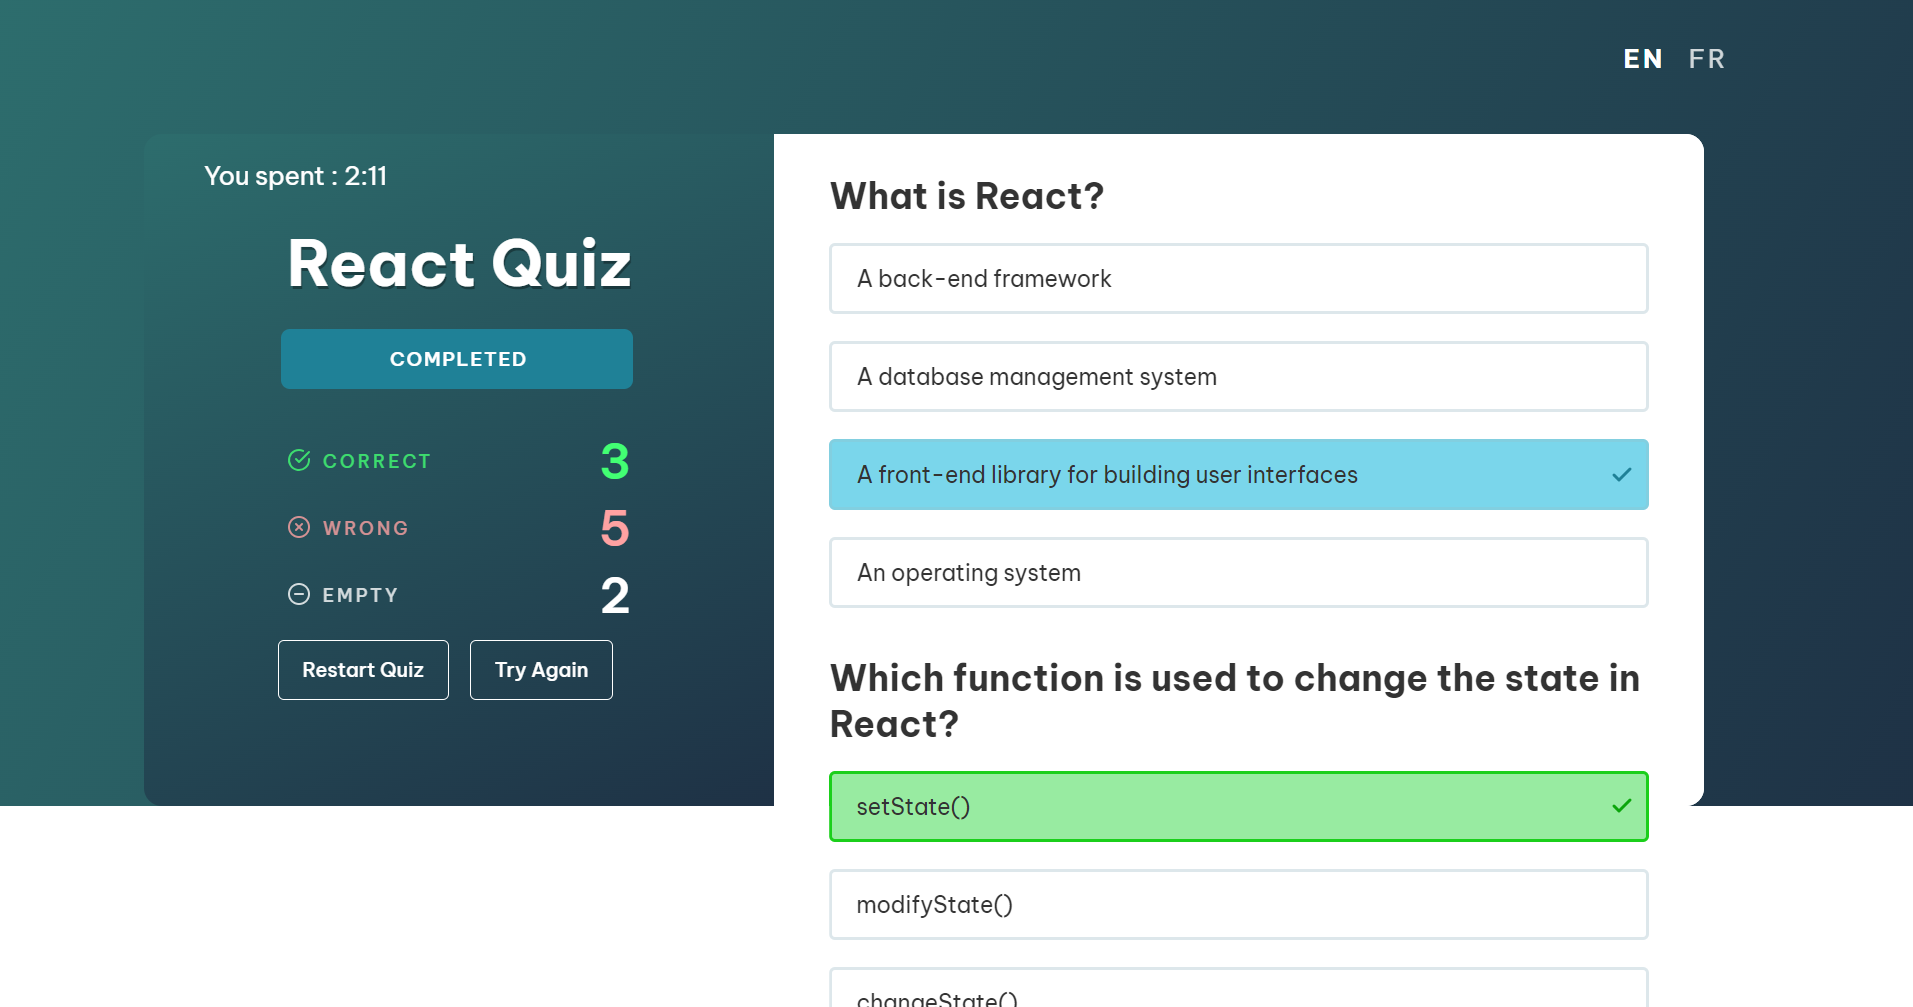 EN FR
You spent : 2:11
React Quiz
COMPLETED
CORRECT 3
WRONG 5
EMPTY 2
Restart Quiz Try Again
What is React?
A back-end framework
A database management system
A front-end library for building user interfaces
An operating system
Which function is used to change the state in
React?
setState()
modifyState()
changeState()